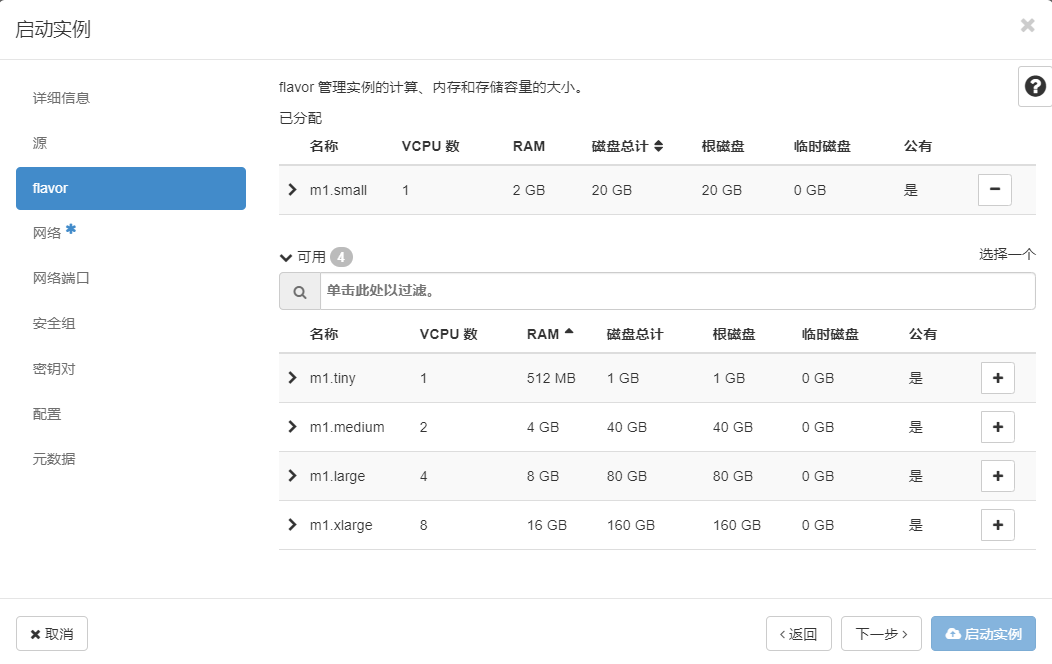 启动实例
×
详细信息
源
flavor
网络 *
网络端口
安全组
密钥对
配置
元数据
flavor 管理实例的计算、内存和存储容量的大小。
已分配
名称 VCPU 数 RAM 磁盘总计 根磁盘 临时磁盘 公有
m1.small 1 2 GB 20 GB 20 GB 0 GB 是
可用 4 选择一个
单击此处以过滤。
名称 VCPU 数 RAM 磁盘总计 根磁盘 临时磁盘 公有
m1.tiny 1 512 MB 1 GB 1 GB 0 GB 是
m1.medium 2 4 GB 40 GB 40 GB 0 GB 是
m1.large 4 8 GB 80 GB 80 GB 0 GB 是
m1.xlarge 8 16 GB 160 GB 160 GB 0 GB 是
×取消 ‹返回 下一步› 启动实例